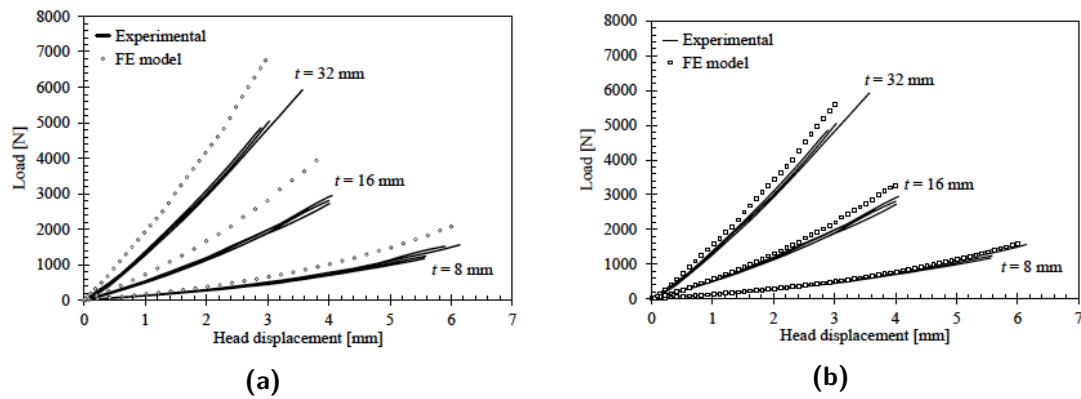 8000
7000
6000
5000
4000
3000
2000
1000
0
Load [N]
Experimental
FE model
t = 32 mm
t = 16 mm
t = 8 mm
0 1 2 3 4 5 6 7
Head displacement [mm]
(a)
8000
7000
6000
5000
4000
3000
2000
1000
0
Load [N]
Experimental
FE model
t = 32 mm
t = 16 mm
t = 8 mm
0 1 2 3 4 5 6 7
Head displacement [mm]
(b)